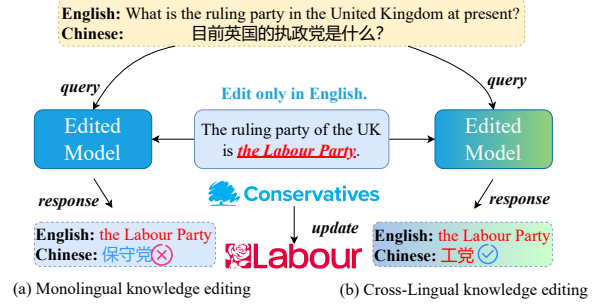 English: What is the ruling party in the United Kingdom at present?
Chinese: 目前英国的执政党是什么?
query
query
Edit only in English.
Edited
Model
The ruling party of the UK
is the Labour Party.
Edited
Model
response
Conservatives
response
update
English: the Labour Party
Chinese: 保守党
Labour
English: the Labour Party
Chinese: 工党
(a) Monolingual knowledge editing
(b) Cross-Lingual knowledge editing